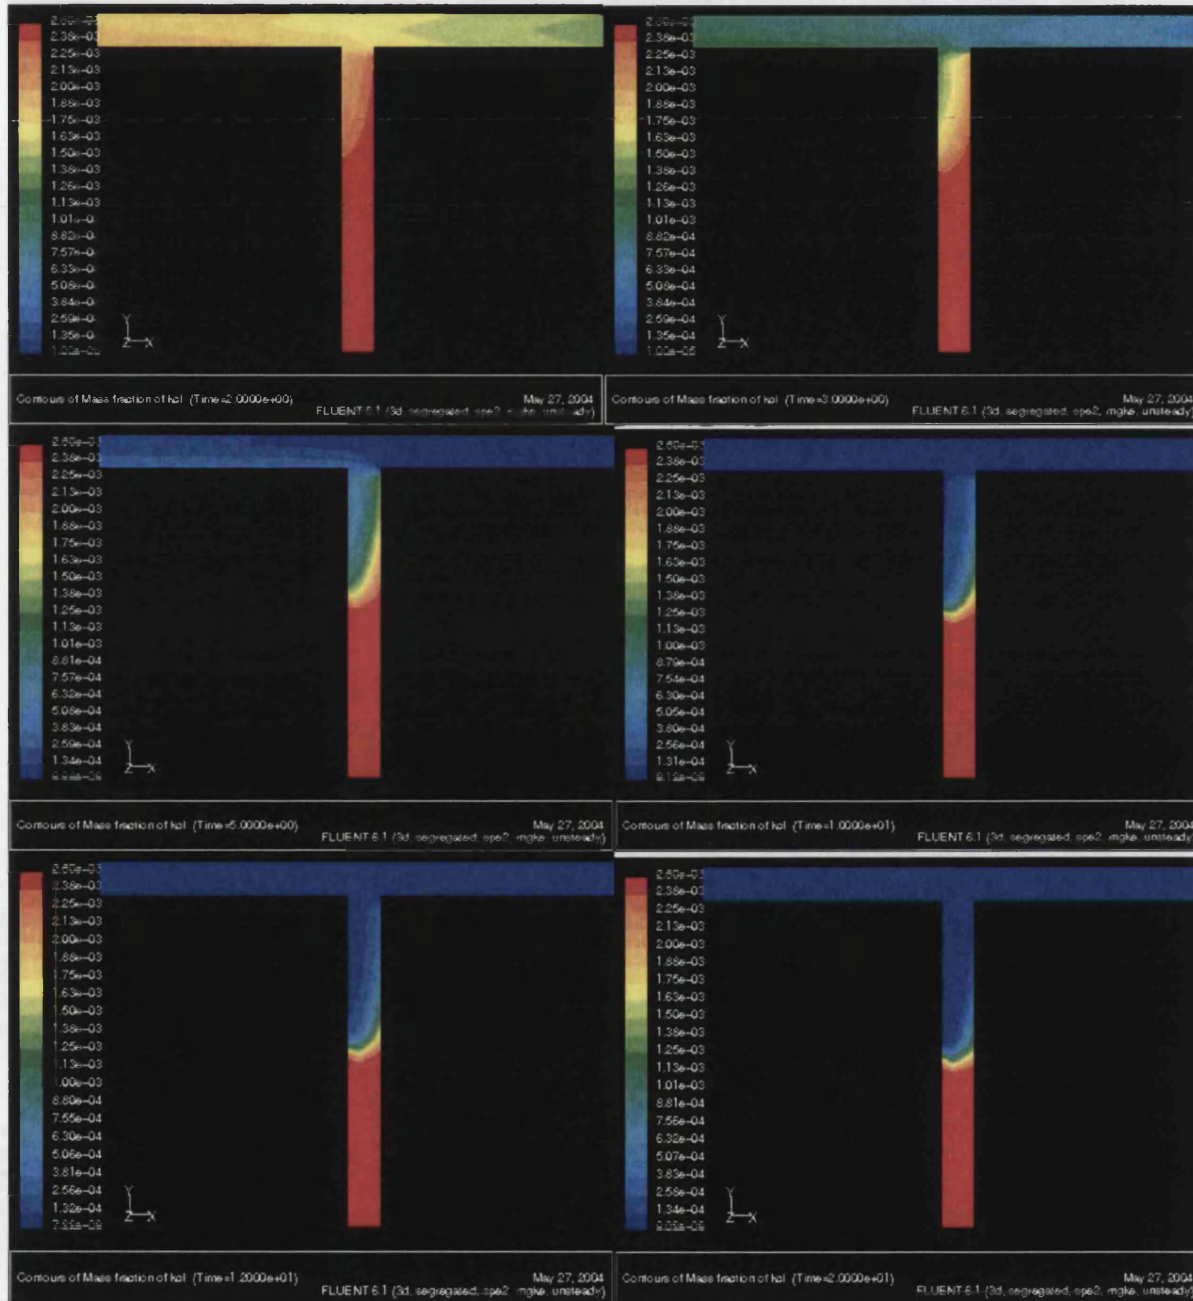 2.38e-03
2.25e-03
2.13e-03
2.00e-03
1.88e-03
1.75e-03
1.63e-03
1.50e-03
1.38e-03
1.26e-03
1.13e-03
Y
Z X
Contours of Mass fraction of kcl (Time=2.0000e+00)
May 27, 2004
FLUENT 6.1 (3d, segregated, spe2, rngke, unsteady)
2.38e-03
2.25e-03
2.13e-03
2.00e-03
1.88e-03
1.75e-03
1.63e-03
1.50e-03
1.38e-03
1.26e-03
1.13e-03
1.01e-03
8.82e-04
7.57e-04
6.33e-04
5.08e-04
3.84e-04
2.59e-04
1.35e-04
Y
Z X
Contours of Mass fraction of kcl (Time=3.0000e+00)
May 27, 2004
FLUENT 6.1 (3d, segregated, spe2, rngke, unsteady)
2.38e-03
2.25e-03
2.13e-03
2.00e-03
1.88e-03
1.75e-03
1.63e-03
1.50e-03
1.38e-03
1.25e-03
1.13e-03
1.01e-03
8.81e-04
7.57e-04
6.32e-04
5.08e-04
3.83e-04
2.59e-04
1.34e-04
Y
Z X
Contours of Mass fraction of kcl (Time=5.0000e+00)
May 27, 2004
FLUENT 6.1 (3d, segregated, spe2, rngke, unsteady)
2.50e-03
2.38e-03
2.25e-03
2.13e-03
2.00e-03
1.88e-03
1.75e-03
1.63e-03
1.50e-03
1.38e-03
1.25e-03
1.13e-03
1.00e-03
8.79e-04
7.54e-04
6.30e-04
5.05e-04
3.80e-04
2.56e-04
1.31e-04
Y
Z X
Contours of Mass fraction of kcl (Time=1.0000e+01)
May 27, 2004
FLUENT 6.1 (3d, segregated, spe2, rngke, unsteady)
2.50e-03
2.38e-03
2.25e-03
2.13e-03
2.00e-03
1.88e-03
1.75e-03
1.63e-03
1.50e-03
1.38e-03
1.25e-03
1.13e-03
1.00e-03
8.80e-04
7.55e-04
6.30e-04
5.06e-04
3.81e-04
2.56e-04
1.32e-04
Y
Z X
Contours of Mass fraction of kcl (Time=1.2000e+01)
May 27, 2004
FLUENT 6.1 (3d, segregated, spe2, rngke, unsteady)
2.50e-03
2.38e-03
2.25e-03
2.13e-03
2.00e-03
1.88e-03
1.75e-03
1.63e-03
1.50e-03
1.38e-03
1.25e-03
1.13e-03
1.01e-03
8.81e-04
7.56e-04
6.32e-04
5.07e-04
3.83e-04
2.58e-04
1.34e-04
Y
Z X
Contours of Mass fraction of kcl (Time=2.0000e+01)
May 27, 2004
FLUENT 6.1 (3d, segregated, spe2, rngke, unsteady)